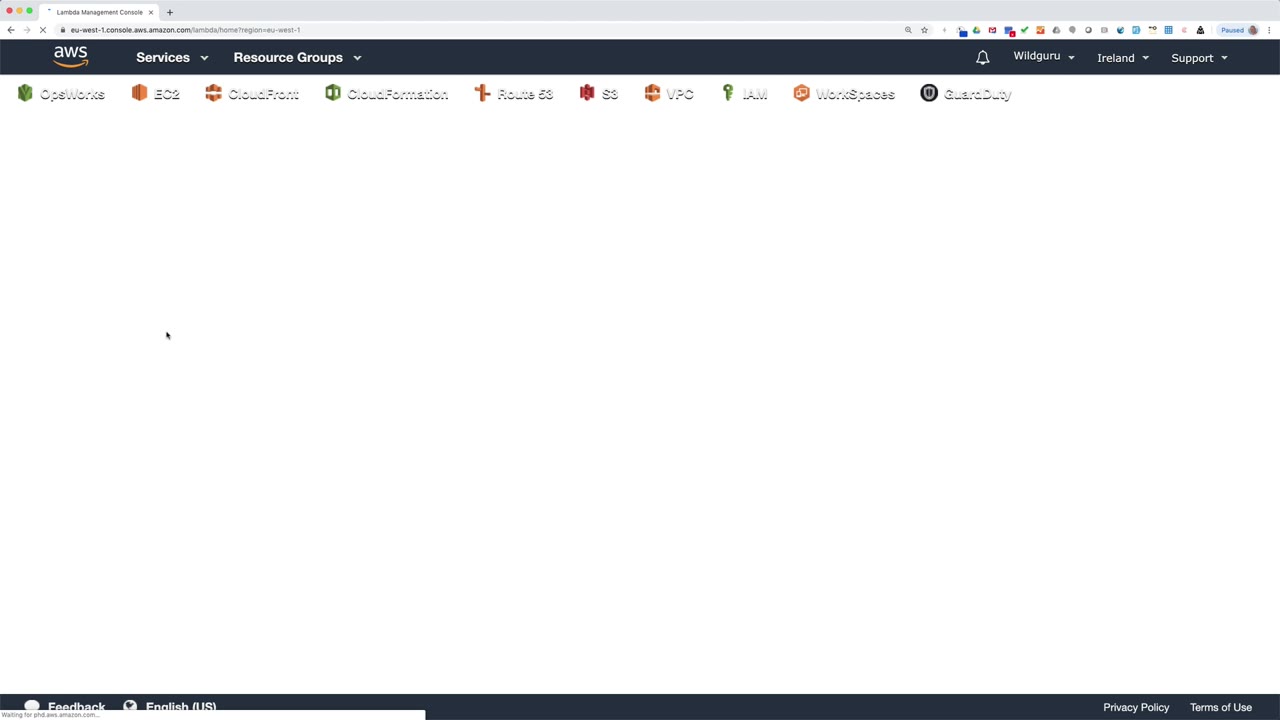 Lambda Management Console
eu-west-1.console.aws.amazon.com/lambda/home?region=eu-west-1
Paused
aws
Services
Resource Groups
Wildguru
Ireland
Support
OpsWorks
EC2
CloudFront
CloudFormation
Route 53
S3
VPC
IAM
WorkSpaces
GuardDuty
Feedback
English (US)
Privacy Policy
Terms of Use
Waiting for phd.aws.amazon.com...